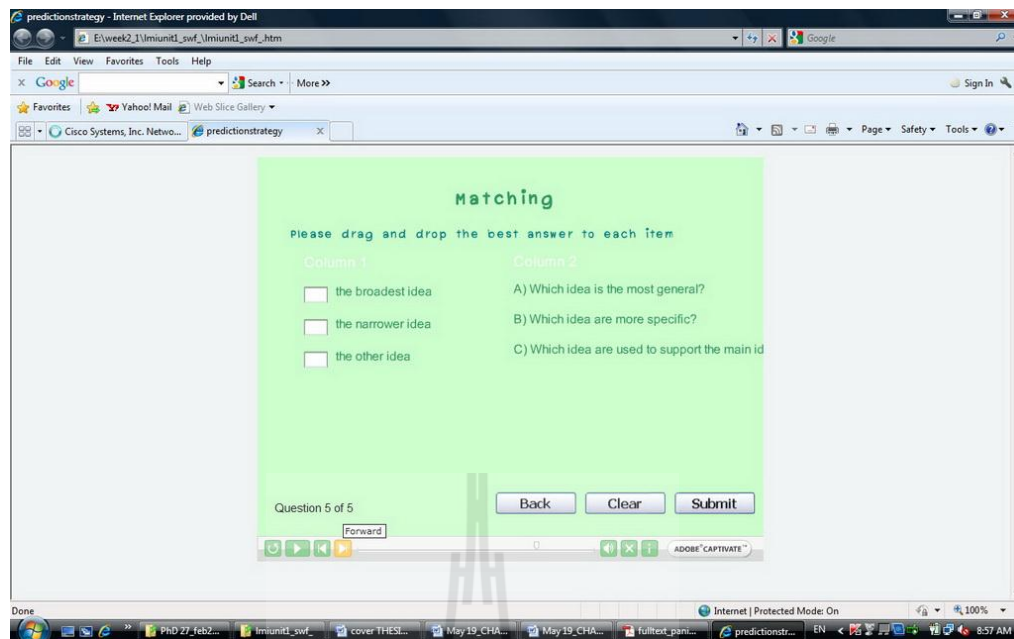 predictionstrategy - Internet Explorer provided by Dell
E:\week2_1\lmiunit1_swf_\lmiunit1_swf_.htm
Google
File Edit View Favorites Tools Help
x Google Search More >> Sign In
Favorites Yahoo! Mail Web Slice Gallery
Cisco Systems, Inc. Netwo... predictionstrategy x Page Safety Tools
Matching
Please drag and drop the best answer to each item
Column 1 Column 2
the broadest idea A) Which idea is the most general?
the narrower idea B) Which idea are more specific?
the other idea C) Which idea are used to support the main id
Question 5 of 5 Back Clear Submit
Forward
ADOBE® CAPTIVATE™
Done Internet | Protected Mode: On 100%
PhD 27_feb2... lmiunit1_swf_ cover THESI... May 19_CHA... May 19_CHA... fulltext_pani... predictionstr... EN 9:57 AM